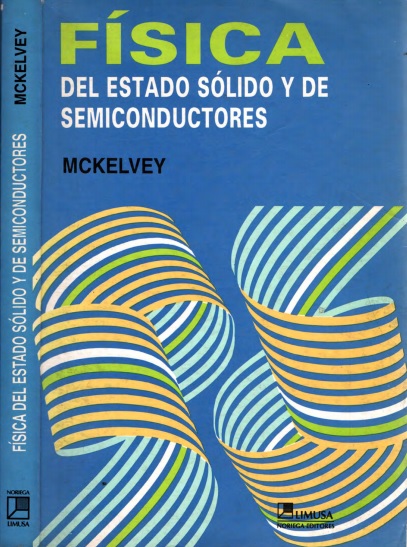 MCKELVEY
FÍSICA DEL ESTADO SÓLIDO Y DE SEMICONDUCTORES
NORIEGA
LIMUSA
FÍSICA
DEL ESTADO SÓLIDO Y DE
SEMICONDUCTORES
MCKELVEY
LIMUSA
NORIEGA EDITORES